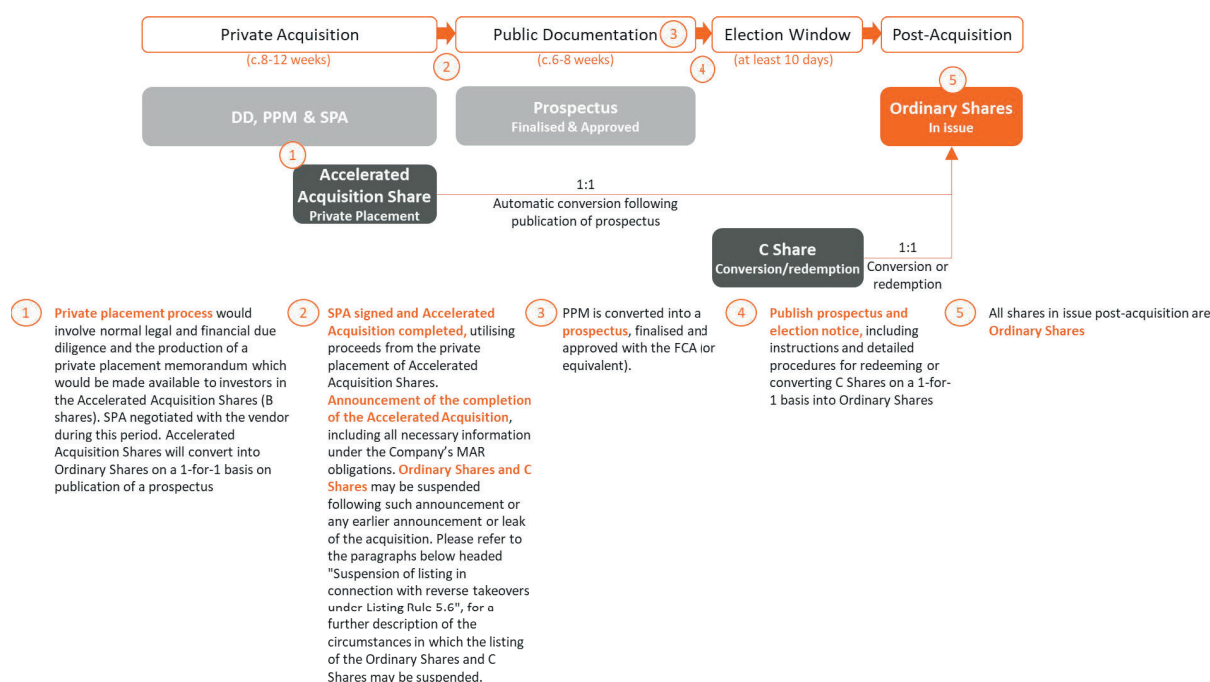 Private Acquisition
Public Documentation
3
Election Window
Post-Acquisition
(c.8-12 weeks)
2
(c.6-8 weeks)
4
(at least 10 days)
5
DD, PPM & SPA
Prospectus
Finalised & Approved
Ordinary Shares
In issue
1
Accelerated
Acquisition Share
Private Placement
1:1
Automatic conversion following
publication of prospectus
C Share
Conversion/redemption
1:1
Conversion or
redemption
1
Private placement process would
involve normal legal and financial due
diligence and the production of a
private placement memorandum which
would be made available to investors in
the Accelerated Acquisition Shares (B
shares). SPA negotiated with the vendor
during this period. Accelerated
Acquisition Shares will convert into
Ordinary Shares on a 1-for-1 basis on
publication of a prospectus
2
SPA signed and Accelerated
Acquisition completed, utilising
proceeds from the private
placement of Accelerated
Acquisition Shares.
Announcement of the completion
of the Accelerated Acquisition,
including all necessary information
under the Company's MAR
obligations. Ordinary Shares and C
Shares may be suspended
following such announcement or
any earlier announcement or leak
of the acquisition. Please refer to
the paragraphs below headed
"Suspension of listing in
connection with reverse takeovers
under Listing Rule 5.6", for a
further description of the
circumstances in which the listing
of the Ordinary Shares and C
Shares may be suspended.
3
PPM is converted into a
prospectus, finalised and
approved with the FCA (or
equivalent).
4
Publish prospectus and
election notice, including
instructions and detailed
procedures for redeeming or
converting C Shares on a 1-for-
1 basis into Ordinary Shares
5
All shares in issue post-acquisition are
Ordinary Shares